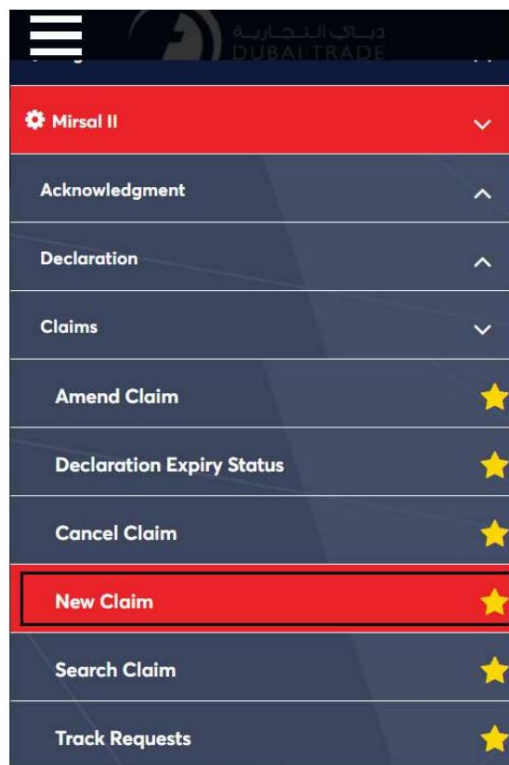 دبي التجارية
DUBAI TRADE
Mirsal II
Acknowledgment
Declaration
Claims
Amend Claim
Declaration Expiry Status
Cancel Claim
New Claim
Search Claim
Track Requests